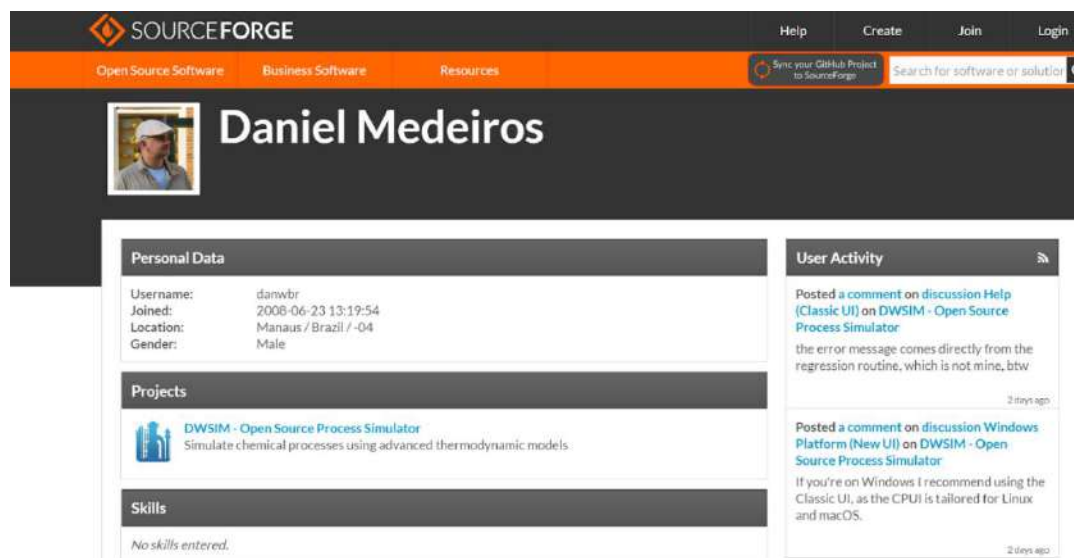 SOURCEFORGE
Help Create Join Login
Open Source Software Business Software Resources
Sync your GitHub Project
to SourceForge
Search for software or solutior
Daniel Medeiros
Personal Data
Username: danwbr
Joined: 2008-06-23 13:19:54
Location: Manaus / Brazil / -04
Gender: Male
Projects
DWSIM - Open Source Process Simulator
Simulate chemical processes using advanced thermodynamic models
Skills
No skills entered.
User Activity
Posted a comment on discussion Help
(Classic UI) on DWSIM - Open Source
Process Simulator
the error message comes directly from the
regression routine, which is not mine, btw
2 days ago
Posted a comment on discussion Windows
Platform (New UI) on DWSIM - Open
Source Process Simulator
If you're on Windows I recommend using the
Classic UI, as the CPUI is tailored for Linux
and macOS.
2 days ago